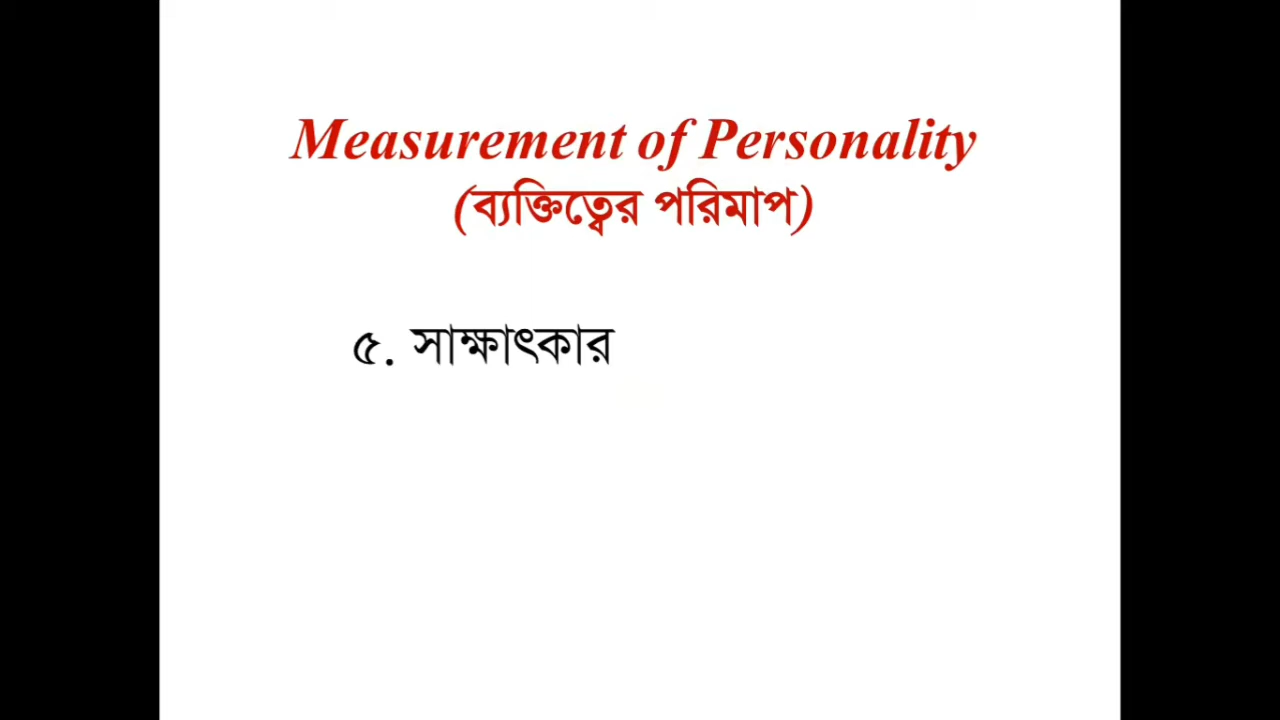 Measurement of Personality
(ব্যক্তিত্বের পরিমাপ)
৫. সাক্ষাৎকার